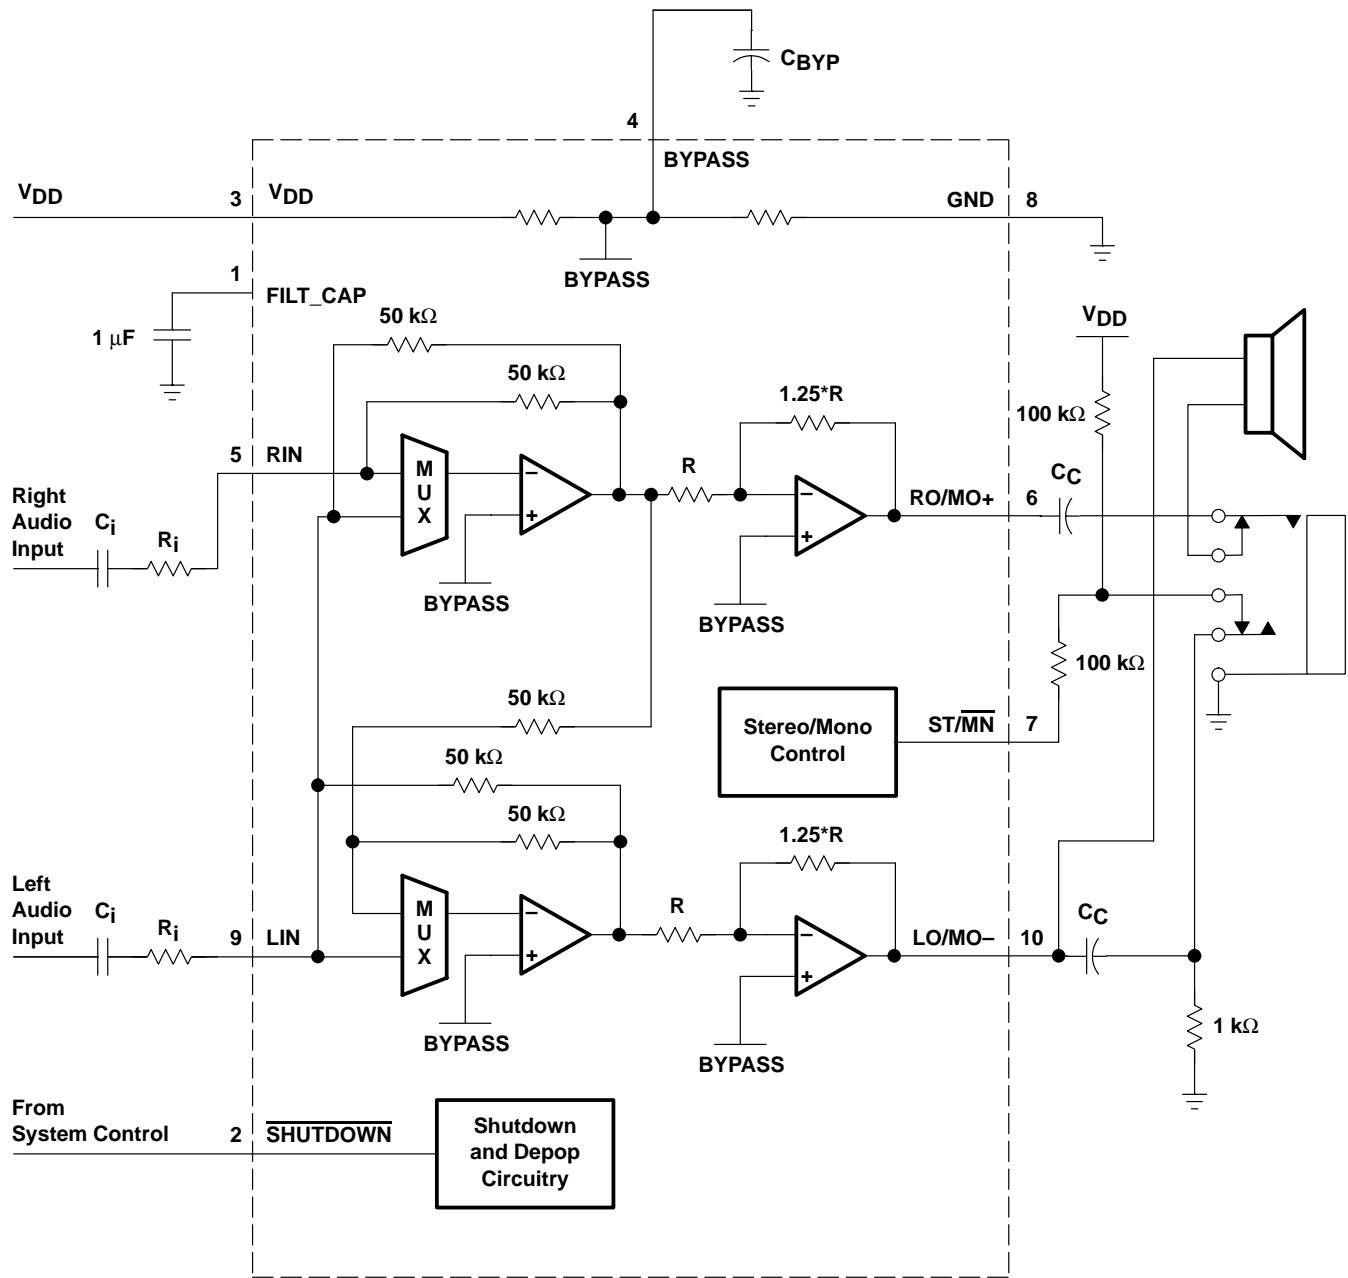 CBYP
4
BYPASS
VDD
3
VDD
GND
8
BYPASS
1
FILT_CAP
1 μF
50 kΩ
50 kΩ
1.25*R
VDD
100 kΩ
5
RIN
M
U
X
−
+
R
−
+
RO/MO+
6
CC
Right
Audio
Input
Ci
Ri
BYPASS
BYPASS
100 kΩ
50 kΩ
Stereo/Mono
Control
ST/MN
7
50 kΩ
50 kΩ
1.25*R
Left
Audio
Input
Ci
Ri
9
LIN
M
U
X
−
+
R
−
+
LO/MO−
10
CC
BYPASS
BYPASS
1 kΩ
From
System Control
2
SHUTDOWN
Shutdown
and Depop
Circuitry